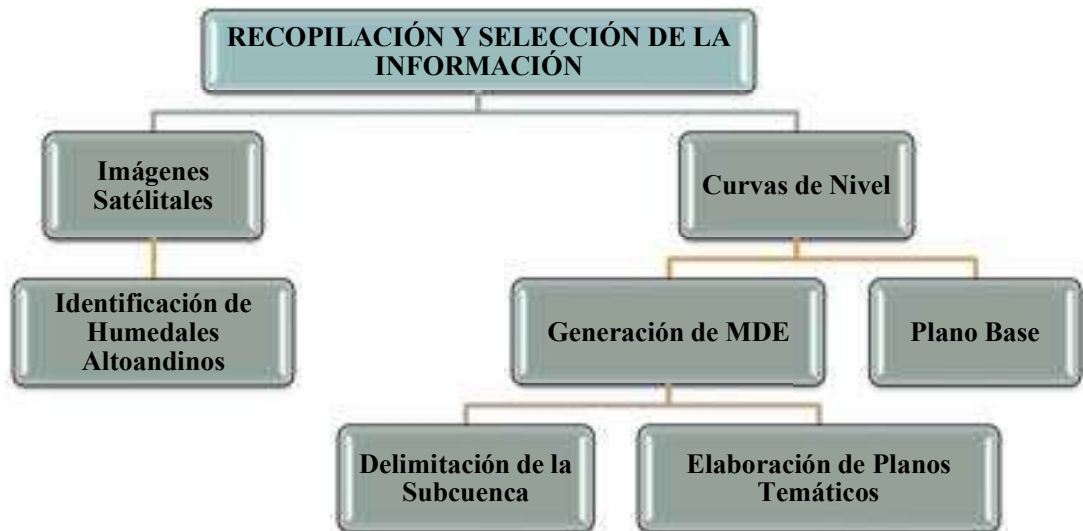 RECOPILACIÓN Y SELECCIÓN DE LA
INFORMACIÓN
Imágenes
Satélitales
Curvas de Nivel
Identificación de
Humedales
Altoandinos
Generación de MDE
Plano Base
Delimitación de la
Subcuenca
Elaboración de Planos
Temáticos